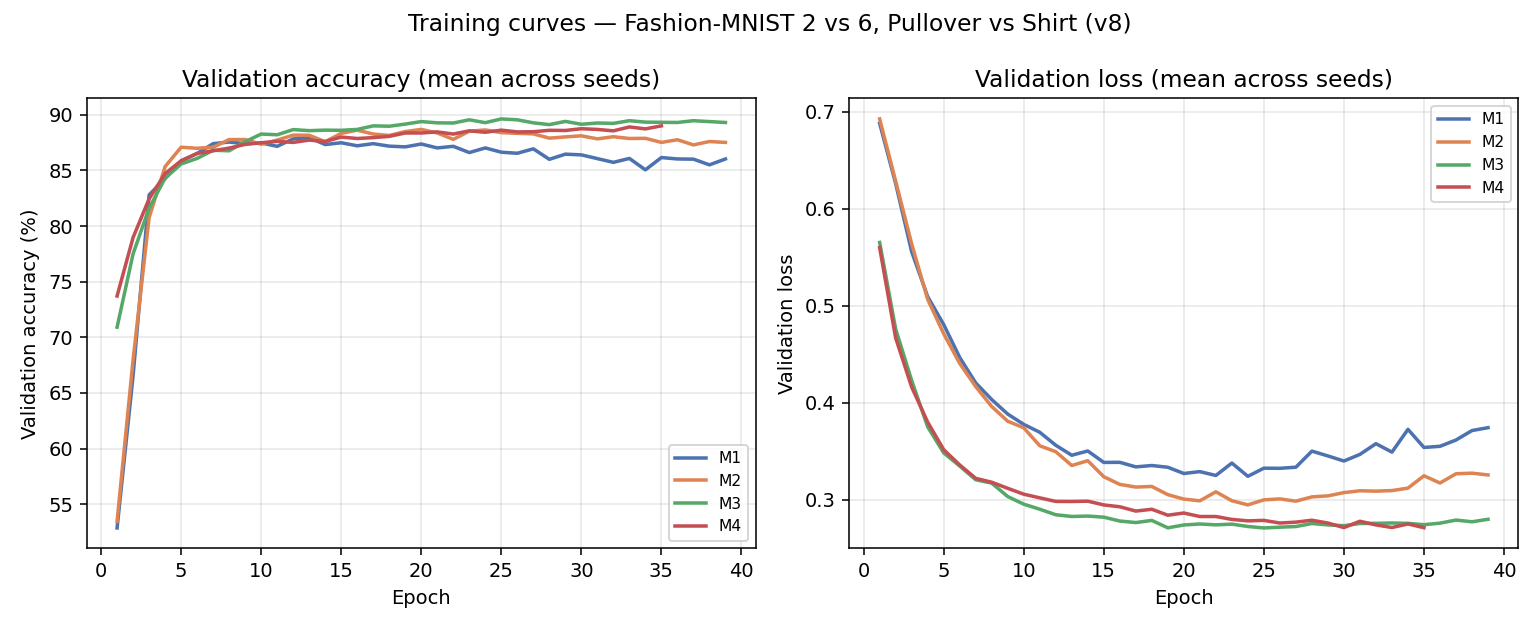 Training curves — Fashion-MNIST 2 vs 6, Pullover vs Shirt (v8)
Validation accuracy (mean across seeds)
90
85
80
75
70
65
60
55
Validation accuracy (%)
0 5 10 15 20 25 30 35 40
Epoch
M1
M2
M3
M4
Validation loss (mean across seeds)
0.7
0.6
0.5
0.4
0.3
Validation loss
0 5 10 15 20 25 30 35 40
Epoch
M1
M2
M3
M4